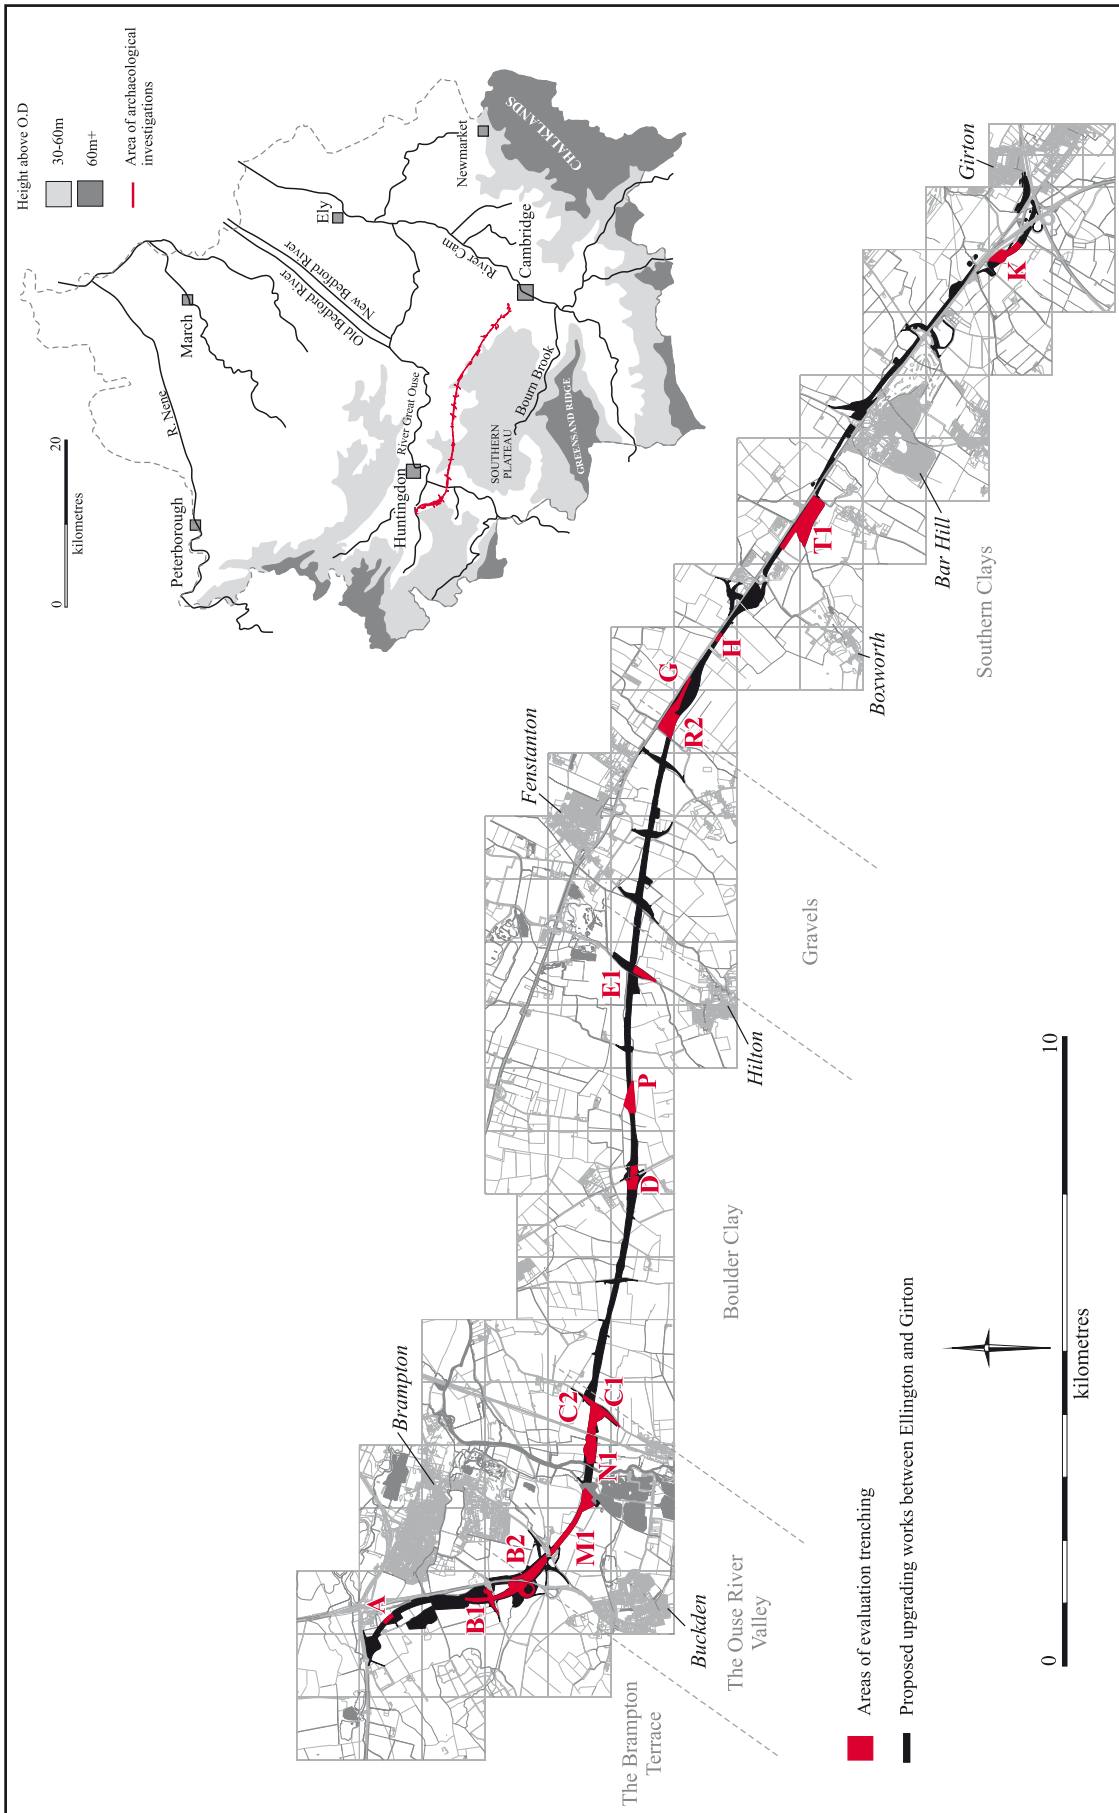 Height above O.D
30-60m
60m+
Area of archaeological
investigations
0
20
kilometres
Peterborough
R. Nene
March
Old Bedford River
New Bedford River
Ely
River Cam
Newmarket
CHALKLANDS
Cambridge
Huntingdon
River Great Ouse
SOUTHERN
PLATEAU
Bourn Brook
GREENSAND RIDGE
A
B1
B2
M1
N1
C2
C1
D
P
E1
R2
G
H
T1
K
Brampton
Buckden
Fenstanton
Hilton
Boxworth
Bar Hill
Girton
The Brampton
Terrace
The Ouse River
Valley
Boulder Clay
Gravels
Southern Clays
Areas of evaluation trenching
Proposed upgrading works between Ellington and Girton
0
10
kilometres